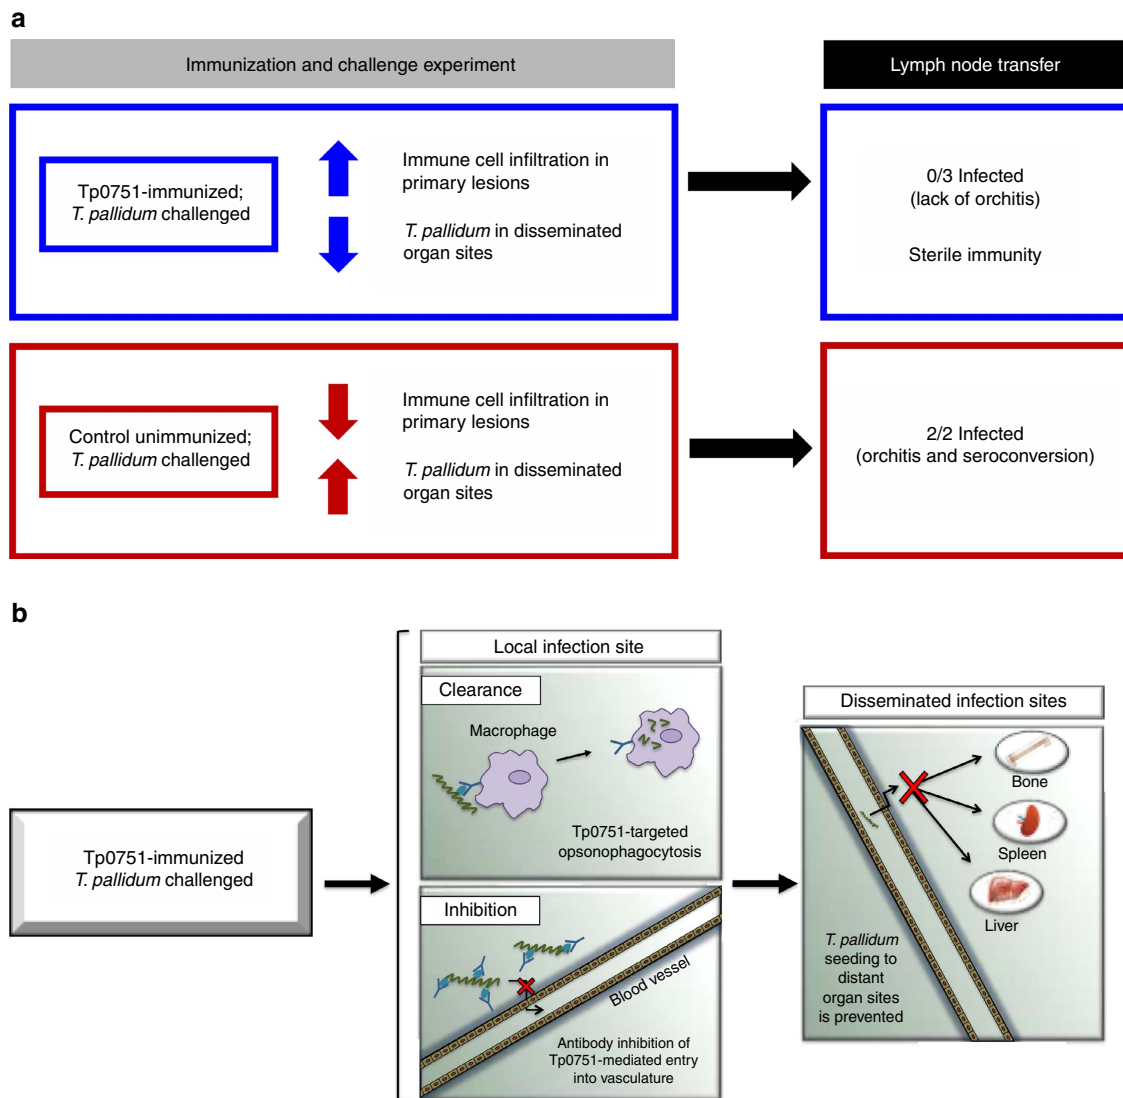 a
Immunization and challenge experiment
Lymph node transfer
Tp0751-immunized;
T. pallidum challenged
Immune cell infiltration in
primary lesions
T. pallidum in disseminated
organ sites
0/3 Infected
(lack of orchitis)
Sterile immunity
Control unimmunized;
T. pallidum challenged
Immune cell infiltration in
primary lesions
T. pallidum in disseminated
organ sites
2/2 Infected
(orchitis and seroconversion)
b
Tp0751-immunized
T. pallidum challenged
Local infection site
Clearance
Macrophage
Tp0751-targeted
opsonophagocytosis
Inhibition
Blood vessel
Antibody inhibition of
Tp0751-mediated entry
into vasculature
Disseminated infection sites
Bone
Spleen
Liver
T. pallidum
seeding to
distant
organ sites
is prevented